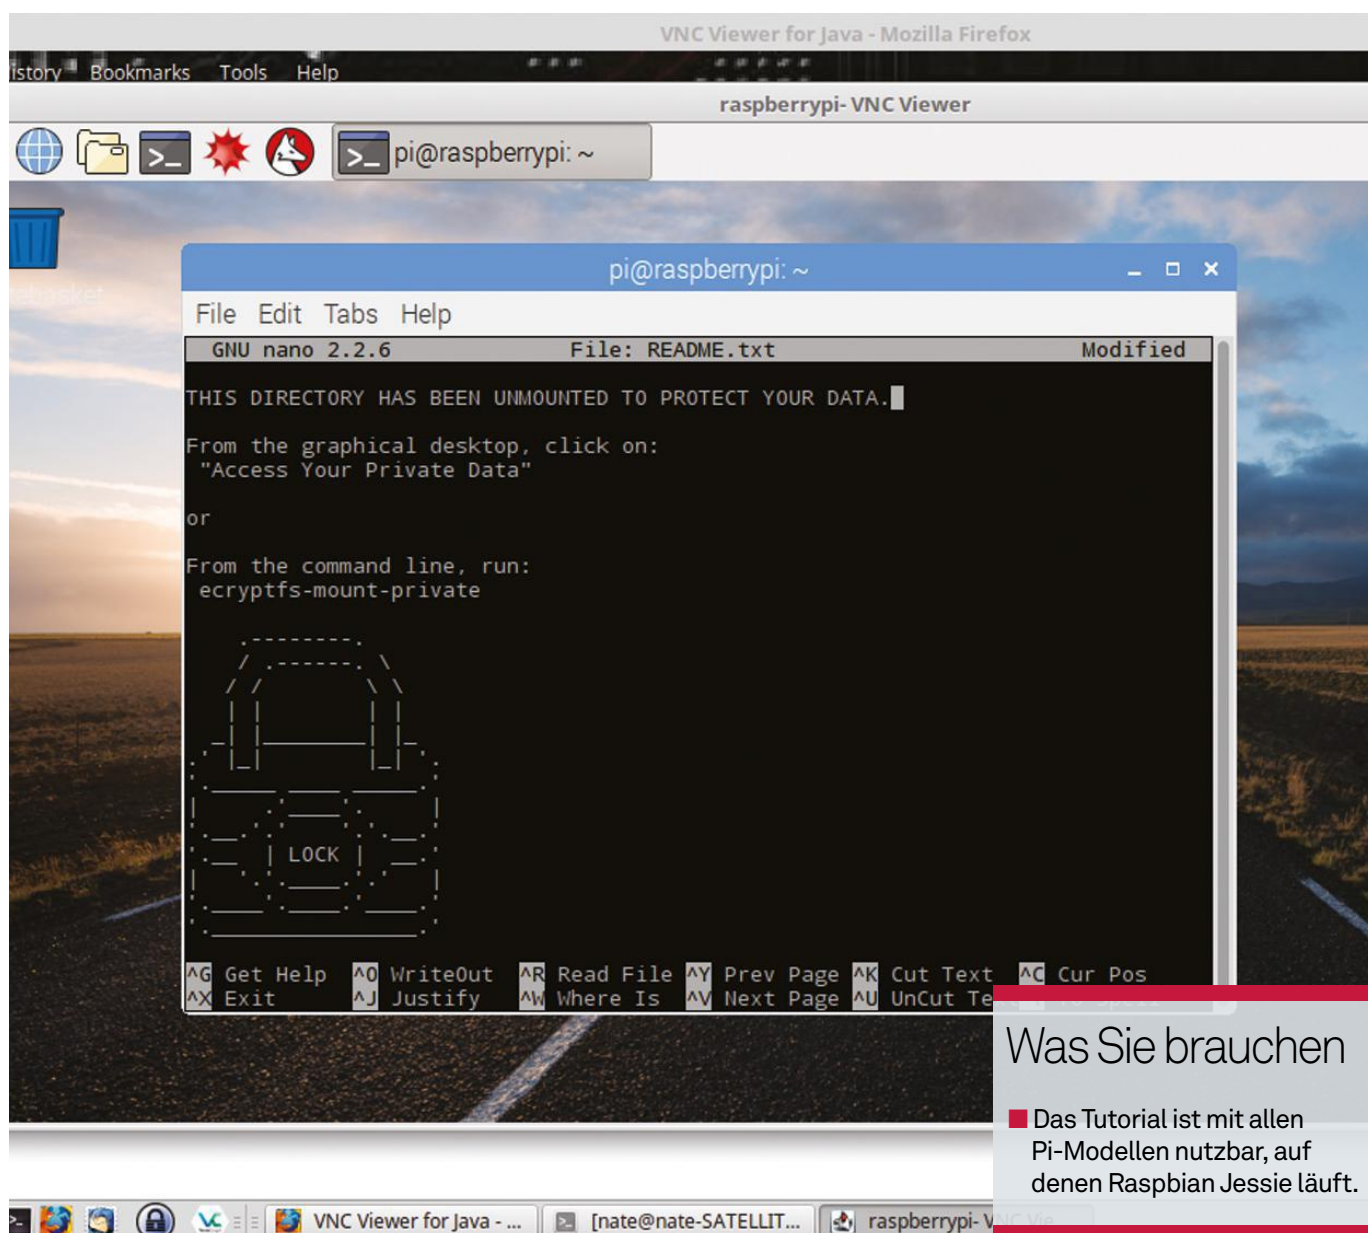 VNC Viewer for Java - Mozilla Firefox
istory Bookmarks Tools Help
raspberrypi- VNC Viewer
pi@raspberrypi: ~
pi@raspberrypi: ~
File Edit Tabs Help
GNU nano 2.2.6 File: README.txt Modified
THIS DIRECTORY HAS BEEN UNMOUNTED TO PROTECT YOUR DATA.
From the graphical desktop, click on:
"Access Your Private Data"
or
From the command line, run:
ecryptfs-mount-private
LOCK
^G Get Help ^O WriteOut ^R Read File ^Y Prev Page ^K Cut Text ^C Cur Pos
^X Exit ^J Justify ^W Where Is ^V Next Page ^U UnCut Text To Spell
Was Sie brauchen
Das Tutorial ist mit allen
Pi-Modellen nutzbar, auf
denen Raspbian Jessie läuft.
VNC Viewer for Java - ... [nate@nate-SATELLIT... raspberrypi- VNC Vie...